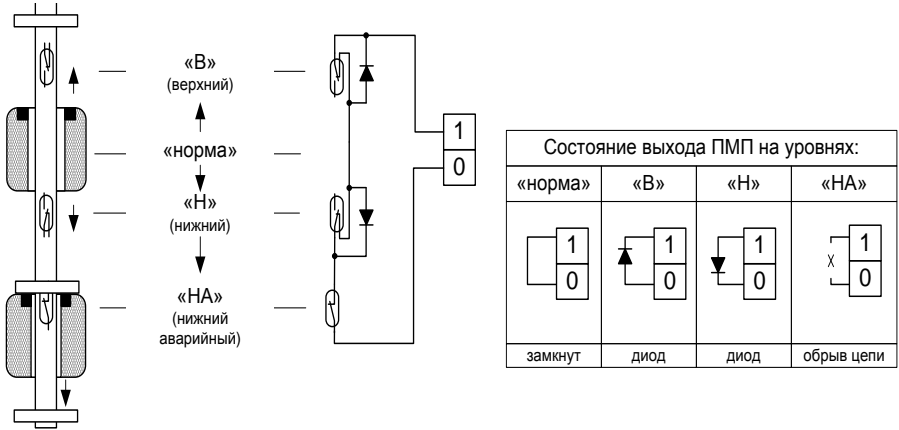 «В»
(верхний)
«норма»
«Н»
(нижний)
«НА»
(нижний
аварийный)
1
0
Состояние выхода ПМП на уровнях:
«норма» «В» «Н» «НА»
1 1 1 1
0 0 0 0
замкнут диод диод обрыв цепи